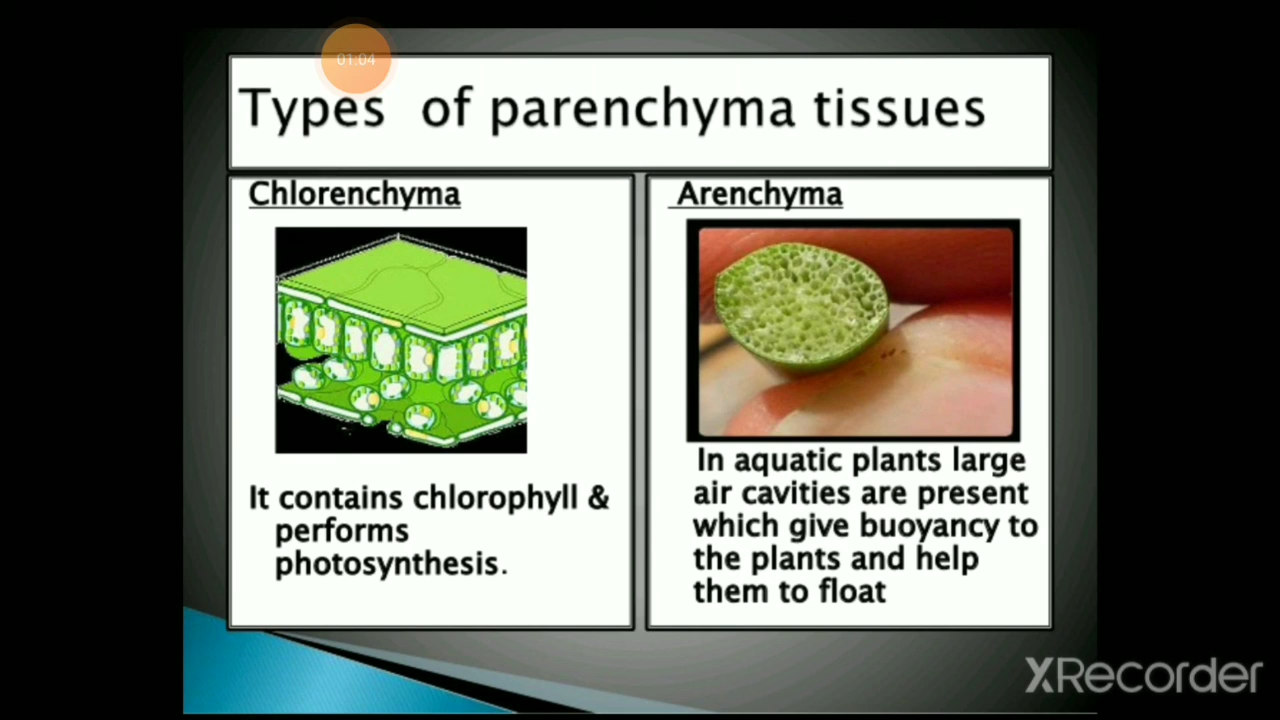 01:04
Types of parenchyma tissues
Chlorenchyma
It contains chlorophyll &
performs
photosynthesis.
Arenchyma
In aquatic plants large
air cavities are present
which give buoyancy to
the plants and help
them to float
XRecorder